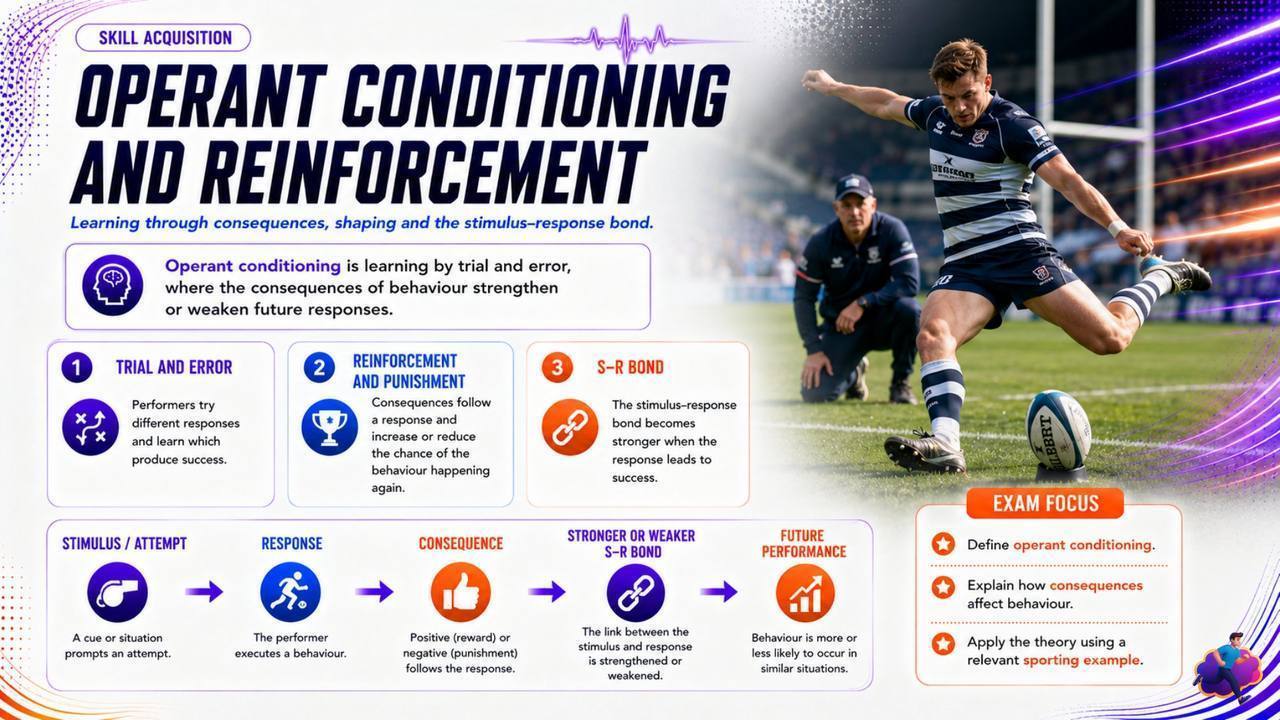 SKILL ACQUISITION
OPERANT CONDITIONING
AND REINFORCEMENT
Learning through consequences, shaping and the stimulus–response bond.
Operant conditioning is learning by trial and error,
where the consequences of behaviour strengthen
or weaken future responses.
1
TRIAL AND ERROR
Performers try
different responses
and learn which
produce success.
2
REINFORCEMENT
AND PUNISHMENT
Consequences follow
a response and
increase or reduce
the chance of the
behaviour happening
again.
3
S–R BOND
The stimulus–response
bond becomes
stronger when the
response leads to
success.
STIMULUS / ATTEMPT
A cue or situation
prompts an attempt.
RESPONSE
The performer
executes a behaviour.
CONSEQUENCE
Positive (reward) or
negative (punishment)
follows the response.
STRONGER OR WEAKER
S–R BOND
The link between the
stimulus and response
is strengthened or
weakened.
FUTURE
PERFORMANCE
Behaviour is more or
less likely to occur in
similar situations.
EXAM FOCUS
Define operant conditioning.
Explain how consequences
affect behaviour.
Apply the theory using a
relevant sporting example.